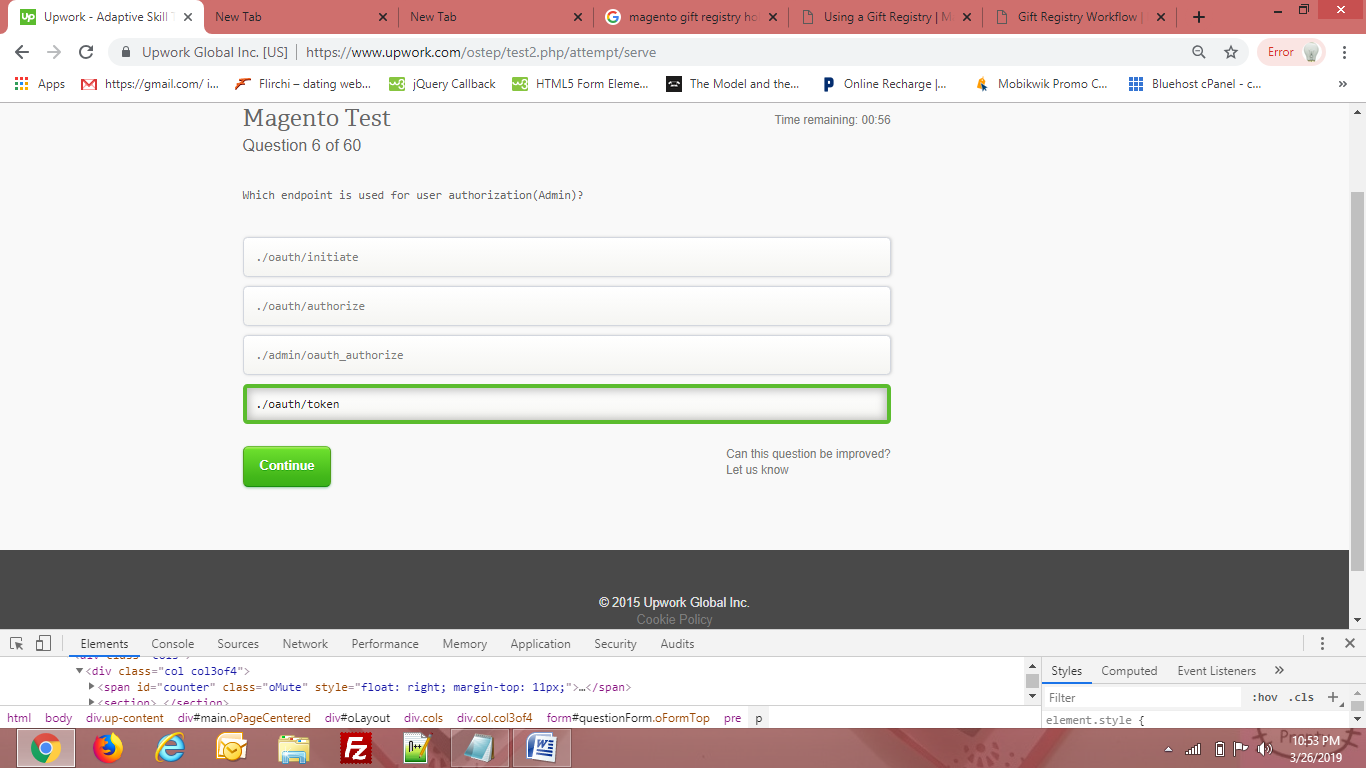 Up Upwork - Adaptive Skill T
New Tab
New Tab
G magento gift registry ho
Using a Gift Registry | M
Gift Registry Workflow |
Upwork Global Inc. [US] | https://www.upwork.com/ostep/test2.php/attempt/serve
Error
Apps
https://gmail.com/ i...
Flirchi – dating web...
w3 jQuery Callback
w3 HTML5 Form Eleme...
The Model and the...
P Online Recharge |...
Mobikwik Promo C...
Bluehost cPanel - c...
»
Magento Test
Time remaining: 00:56
Question 6 of 60
Which endpoint is used for user authorization(Admin)?
./oauth/initiate
./oauth/authorize
./admin/oauth_authorize
./oauth/token
Continue
Can this question be improved?
Let us know
© 2015 Upwork Global Inc.
Cookie Policy
Elements
Console
Sources
Network
Performance
Memory
Application
Security
Audits
<div class="col col3of4">
<span id="counter" class="oMute" style="float: right; margin-top: 11px;">…</span>
<section> </section>
Styles
Computed
Event Listeners
»
Filter
:hov .cls +
element.style {
html body div.up-content div#main.oPageCentered div#oLayout div.cols div.col.col3of4 form#questionForm.oFormTop pre p
10:53 PM
3/26/2019